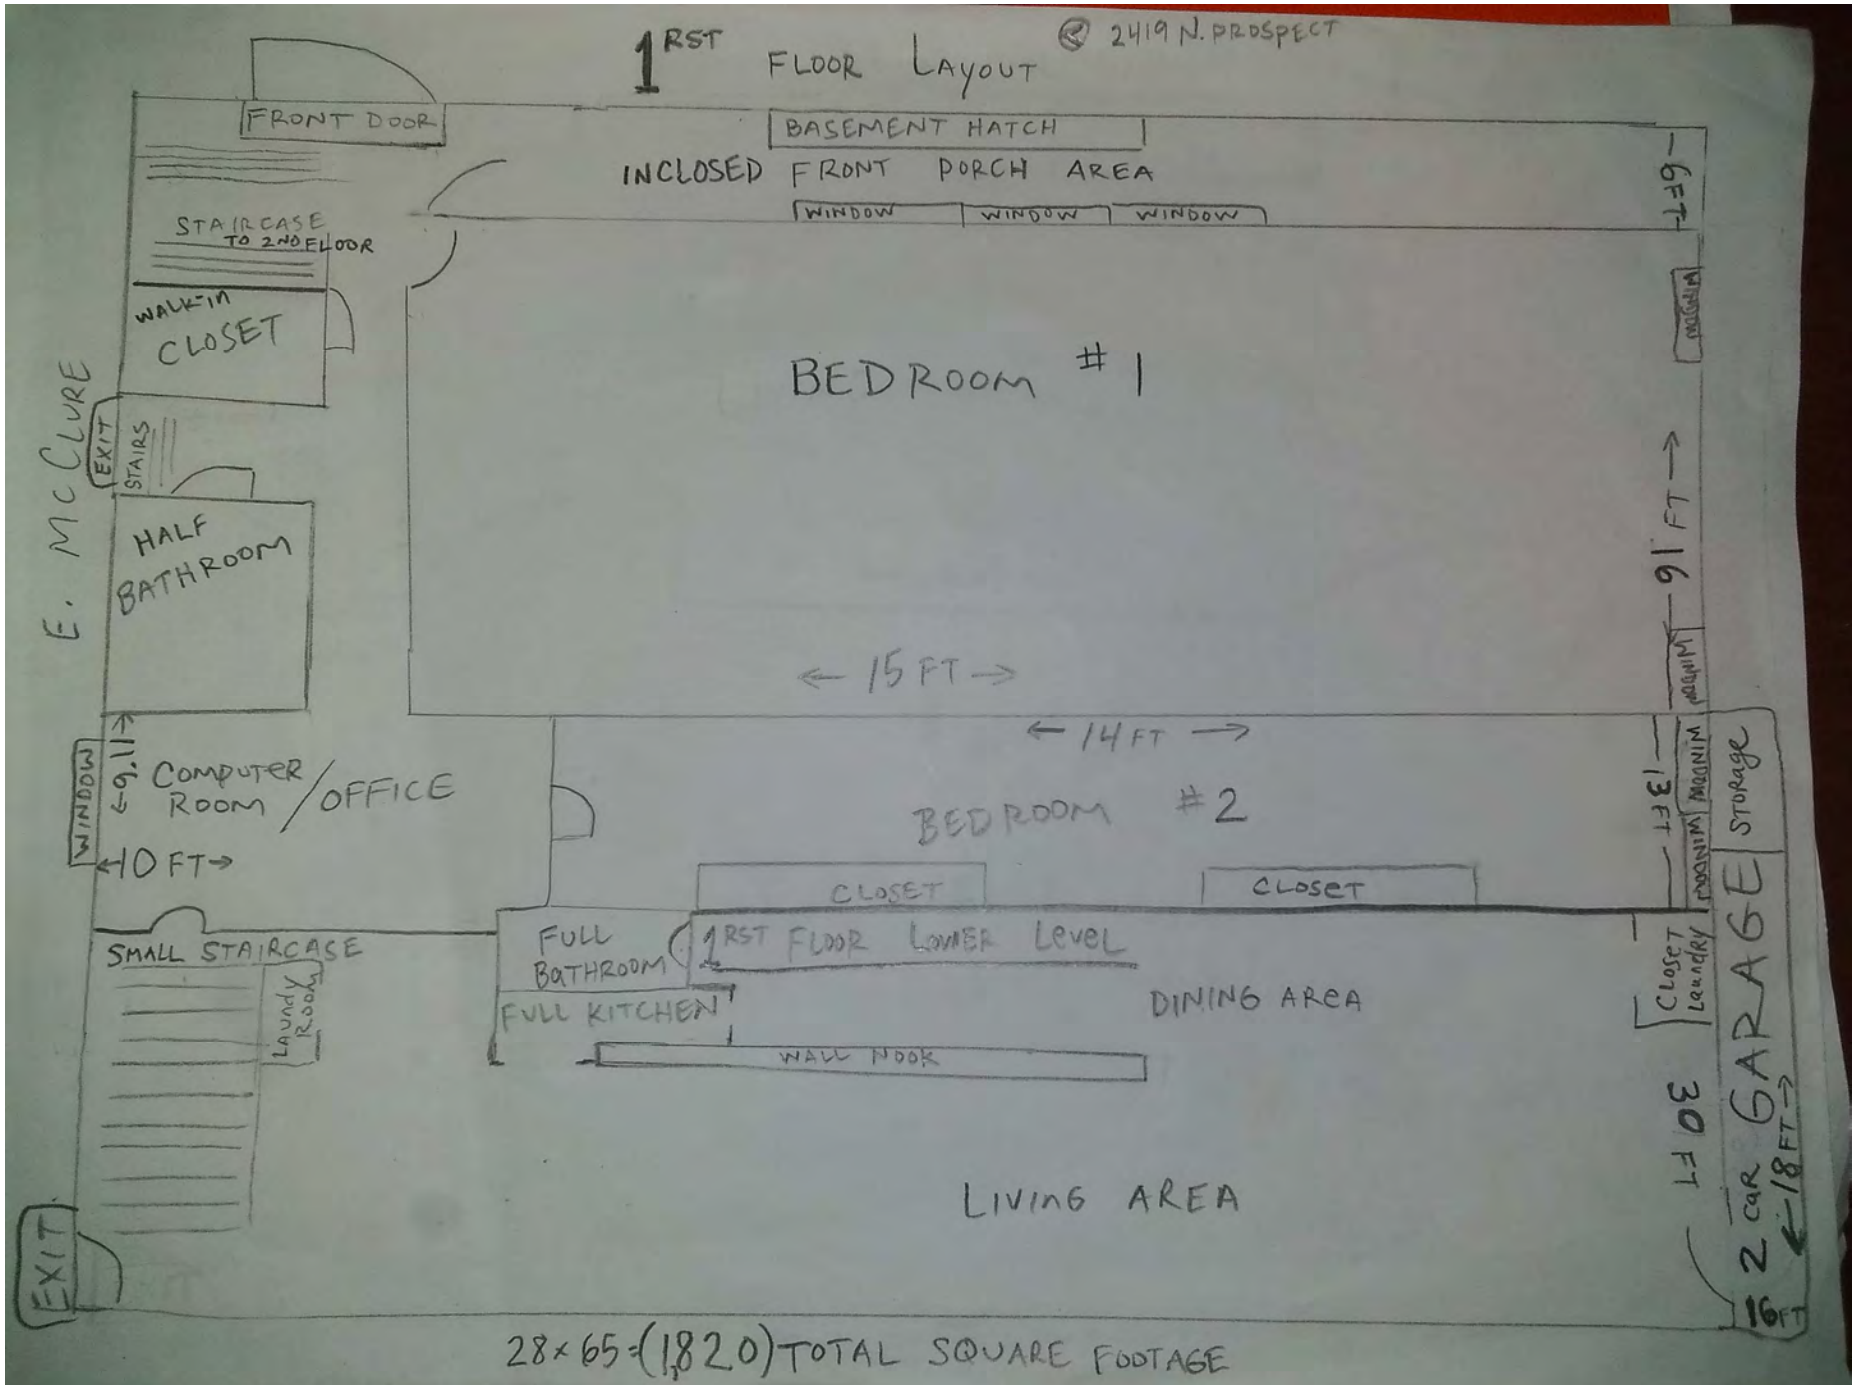 1RST FLOOR LAYOUT @ 2419 N. PROSPECT
FRONT DOOR
BASEMENT HATCH
INCLOSED FRONT PORCH AREA
6FT
WINDOW WINDOW WINDOW
STAIRCASE
TO 2ND FLOOR
WINDOW
WALK-IN
CLOSET
BEDROOM #1
E. McCLURE
EXIT
STAIRS
HALF
BATHROOM
← 16 FT →
← 15 FT →
WINDOW
← 14 FT →
WINDOW
←9.11→
COMPUTER
ROOM / OFFICE
←10 FT→
BEDROOM #2
13 FT
WINDOW
WINDOW
STORAGE
CLOSET
CLOSET
SMALL STAIRCASE
FULL
BATHROOM
1RST FLOOR LOWER LEVEL
LAUNDY
ROOM
FULL KITCHEN
DINING AREA
CLOSET
Laundry
WALL NOOK
30 FT
2 CAR GARAGE
←18 FT→
LIVING AREA
EXIT
16FT
28×65=(1,820) TOTAL SQUARE FOOTAGE